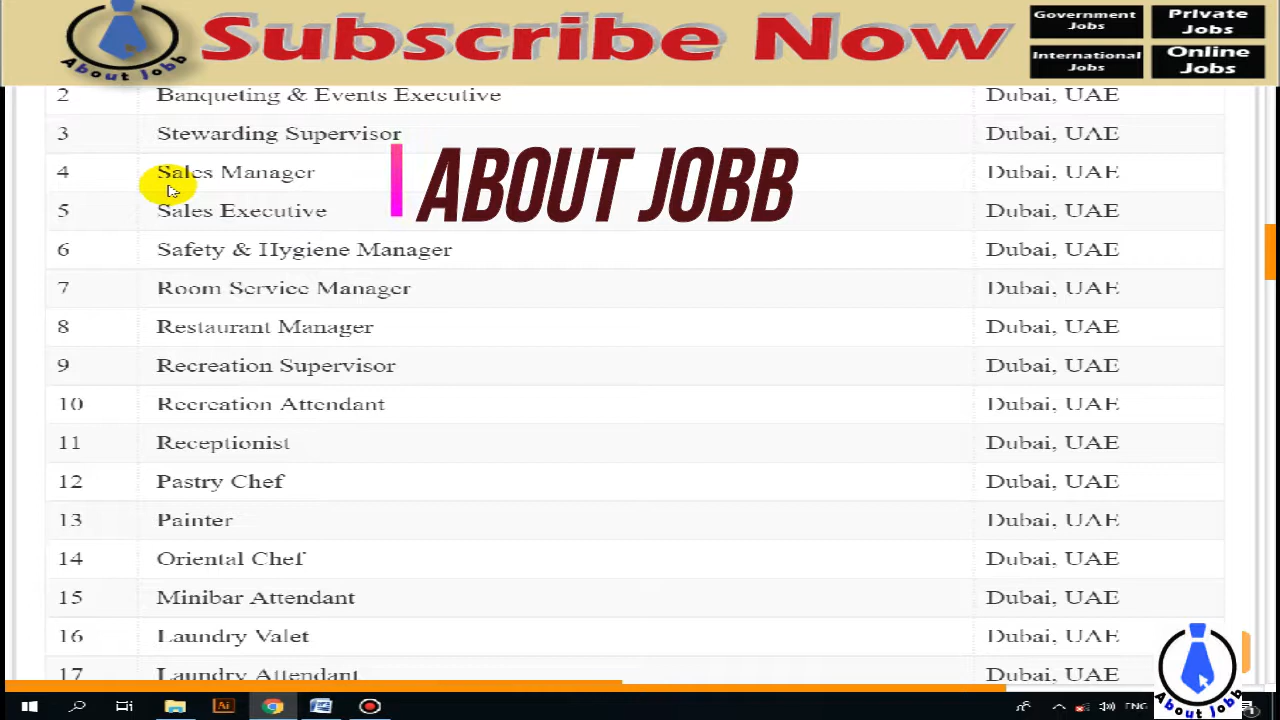 About Jobb
Subscribe Now
Government
Jobs
Private
Jobs
International
Jobs
Online
Jobs
2 Banqueting & Events Executive Dubai, UAE
3 Stewarding Supervisor Dubai, UAE
ABOUT JOBB
4 Sales Manager Dubai, UAE
5 Sales Executive Dubai, UAE
6 Safety & Hygiene Manager Dubai, UAE
7 Room Service Manager Dubai, UAE
8 Restaurant Manager Dubai, UAE
9 Recreation Supervisor Dubai, UAE
10 Recreation Attendant Dubai, UAE
11 Receptionist Dubai, UAE
12 Pastry Chef Dubai, UAE
13 Painter Dubai, UAE
14 Oriental Chef Dubai, UAE
15 Minibar Attendant Dubai, UAE
16 Laundry Valet Dubai, UAE
17 Laundry Attendant Dubai, UAE
About Jobb
Ai
ENG
1